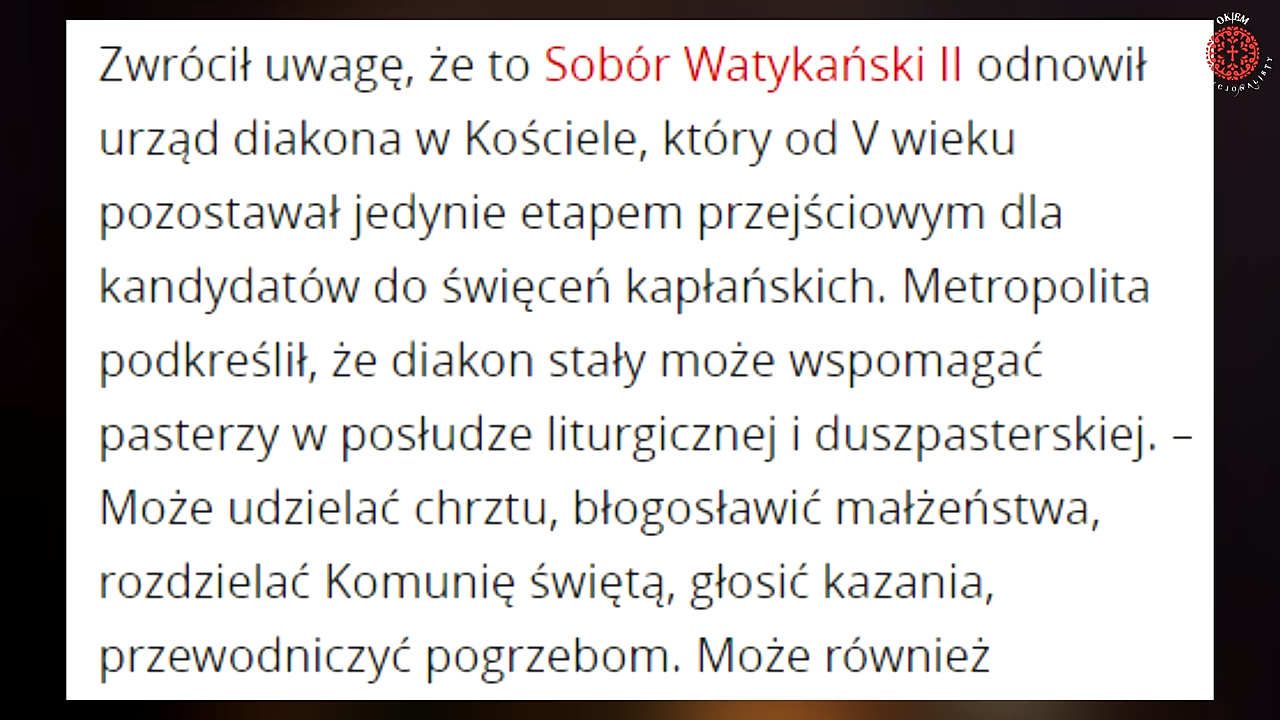 Zwrócił uwagę, że to Sobór Watykański II odnowił
urząd diakona w Kościele, który od V wieku
pozostawał jedynie etapem przejściowym dla
kandydatów do święceń kapłańskich. Metropolita
podkreślił, że diakon stały może wspomagać
pasterzy w posłudze liturgicznej i duszpasterskiej. –
Może udzielać chrztu, błogosławić małżeństwa,
rozdzielać Komunię świętą, głosić kazania,
przewodniczyć pogrzebom. Może również
OKIEM